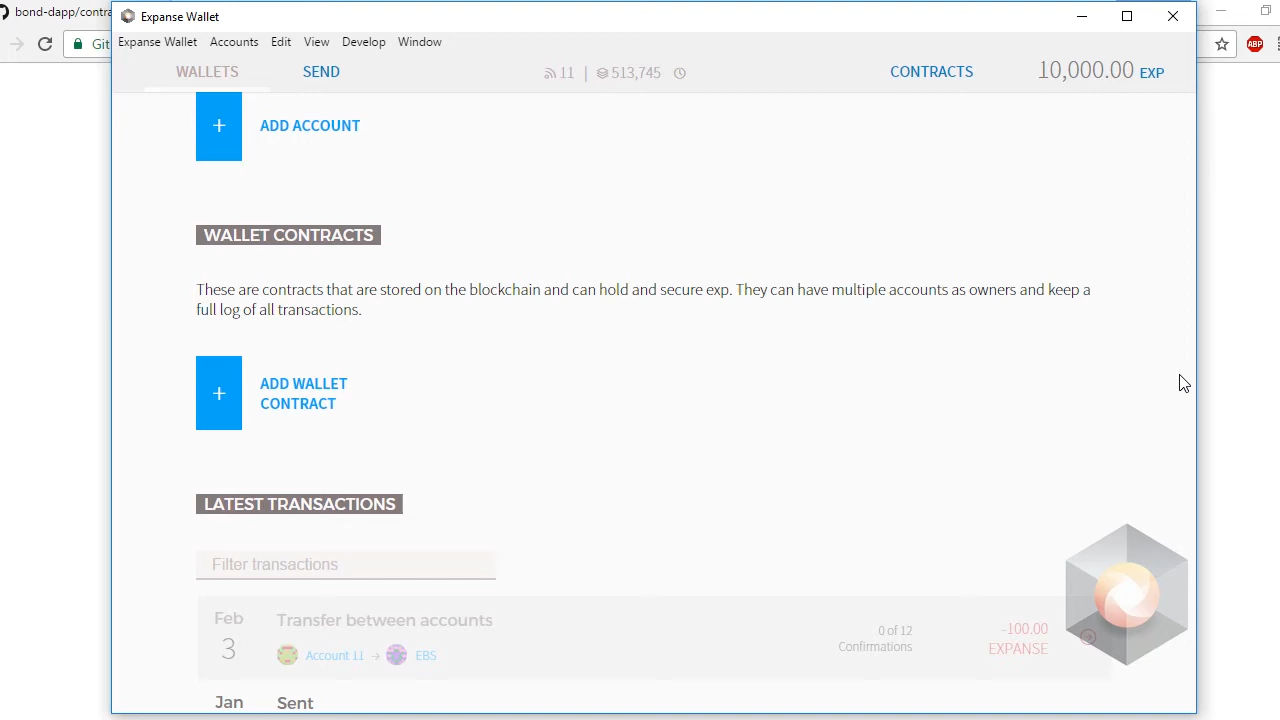 bond-dapp/contra
Expanse Wallet
Git
ABP
Expanse Wallet Accounts Edit View Develop Window
WALLETS SEND 11 | 513,745 CONTRACTS 10,000.00 EXP
+ ADD ACCOUNT
WALLET CONTRACTS
These are contracts that are stored on the blockchain and can hold and secure exp. They can have multiple accounts as owners and keep a
full log of all transactions.
+ ADD WALLET
CONTRACT
LATEST TRANSACTIONS
Filter transactions
Feb
3
Transfer between accounts
Account 11 → EBS
0 of 12
Confirmations
-100.00
EXPANSE
Jan
Sent